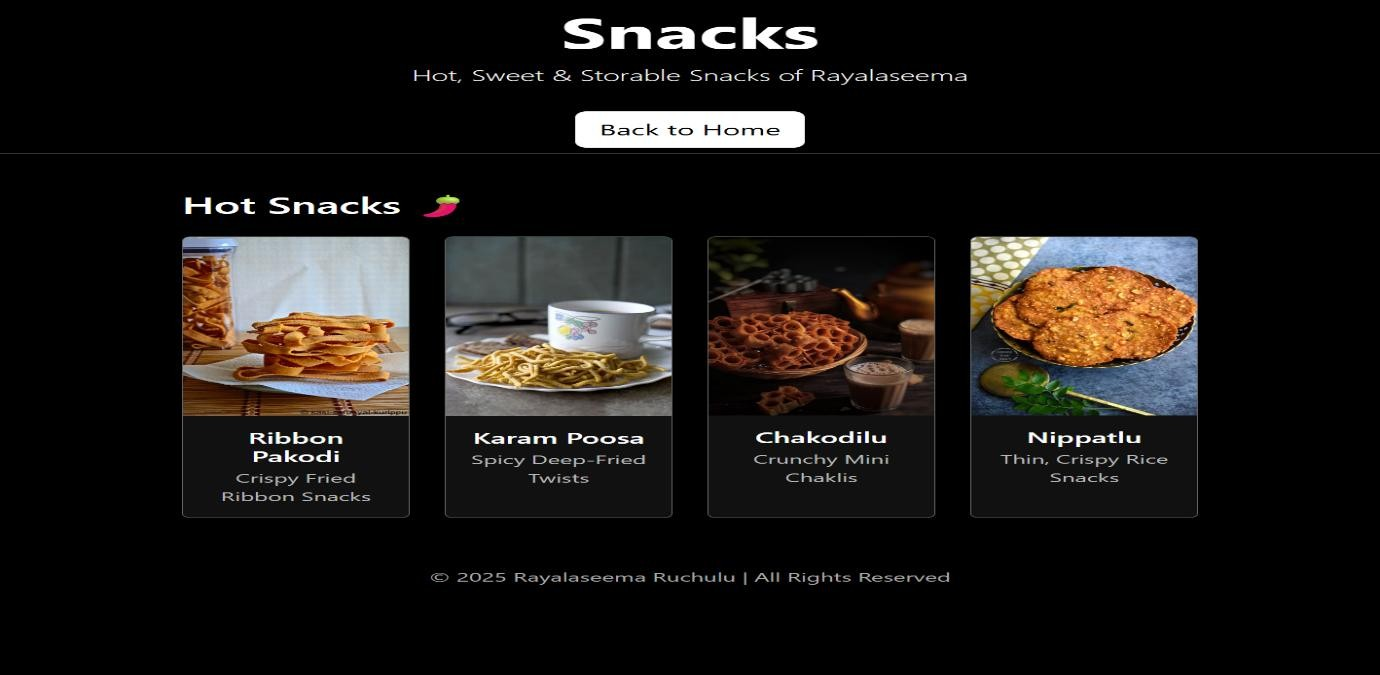 Snacks
Hot, Sweet & Storable Snacks of Rayalaseema
Back to Home
Hot Snacks 🌶️
Ribbon
Pakodi
Crispy Fried
Ribbon Snacks
Karam Poosa
Spicy Deep-Fried
Twists
Chakodilu
Crunchy Mini
Chaklis
Nippatlu
Thin, Crispy Rice
Snacks
© 2025 Rayalaseema Ruchulu | All Rights Reserved